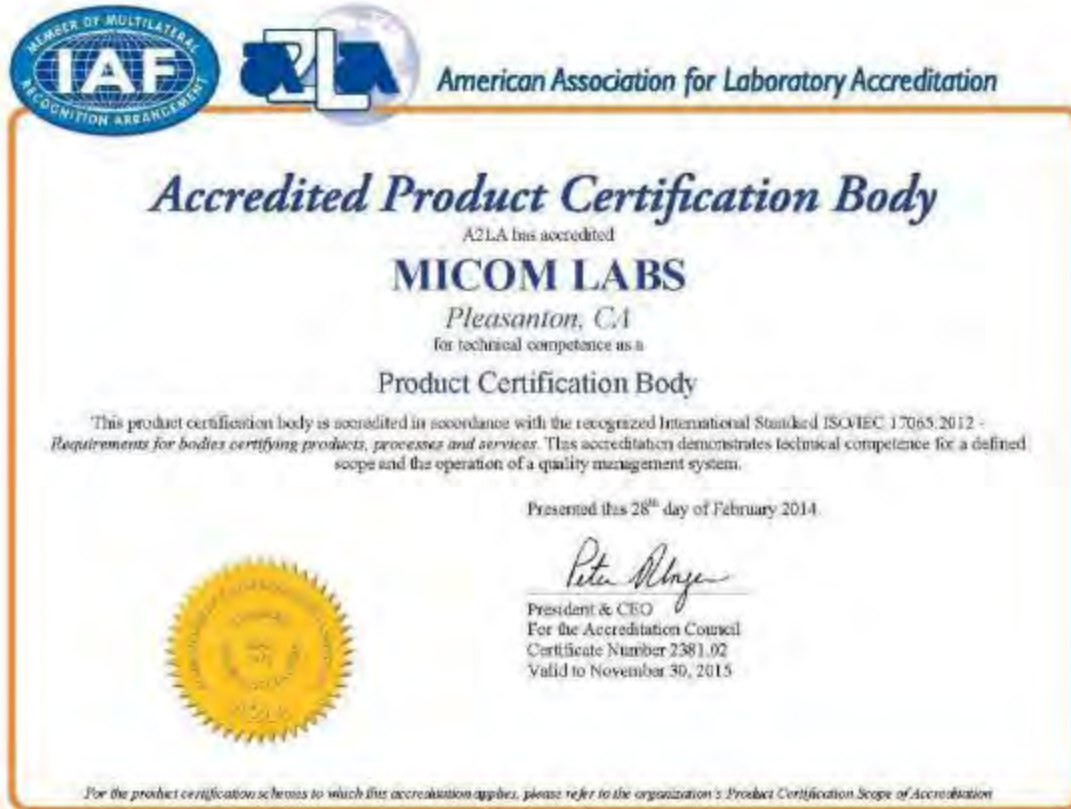 MEMBER OF MULTILATERAL
IAF
RECOGNITION ARRANGEMENT
A2LA
American Association for Laboratory Accreditation
Accredited Product Certification Body
A2LA has accredited
MICOM LABS
Pleasanton, CA
for technical competence as a
Product Certification Body
This product certification body is accredited in accordance with the recognized International Standard ISO/IEC 17065:2012 -
Requirements for bodies certifying products, processes and services. This accreditation demonstrates technical competence for a defined
scope and the operation of a quality management system.
Presented this 28th day of February 2014
President & CEO
For the Accreditation Council
Certificate Number 2381.02
Valid to November 30, 2015
For the product certification schemes to which this accreditation applies, please refer to the organization's Product Certification Scope of Accreditation